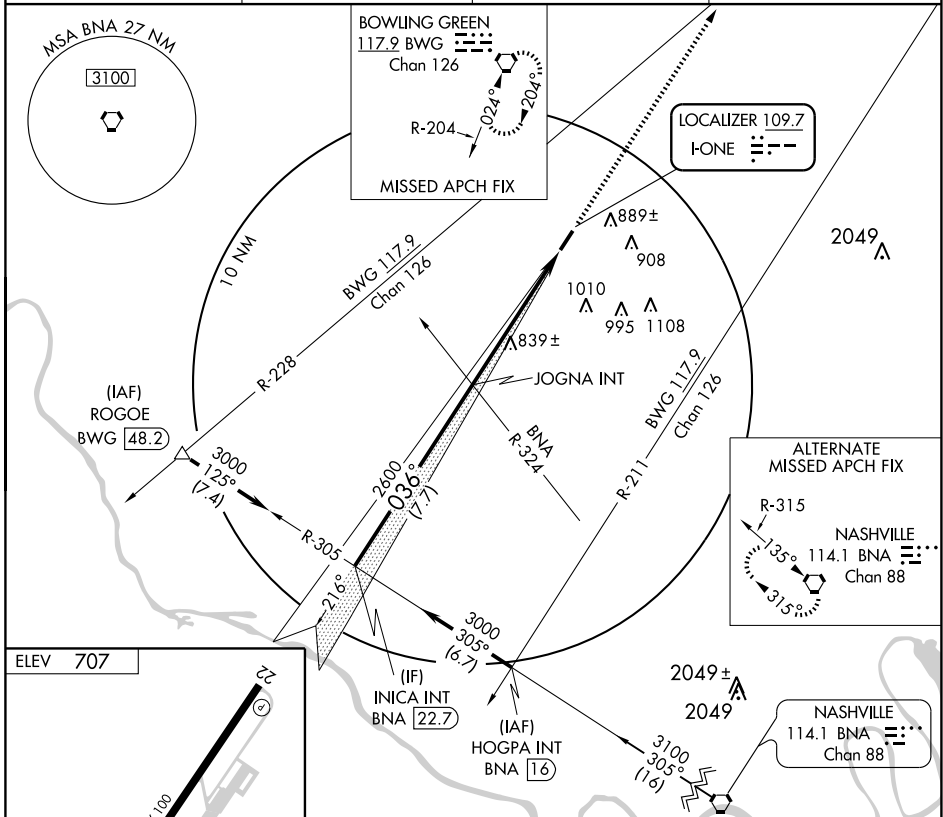 MSA BNA 27 NM
3100
BOWLING GREEN
117.9 BWG
Chan 126
024°
204°
R-204
MISSED APCH FIX
LOCALIZER 109.7
I-ONE
10 NM
BWG 117.9
Chan 126
R-228
889±
908
2049
1010
995
1108
839±
JOGNA INT
BNA
R-324
BWG 117.9
Chan 126
R-211
(IAF)
ROGOE
BWG 48.2
3000
125°
(7.4)
R-305
2600
036°
(7.7)
216°
ALTERNATE
MISSED APCH FIX
R-315
135°
315°
NASHVILLE
114.1 BNA
Chan 88
3000
305°
(6.7)
(IF)
INICA INT
BNA 22.7
(IAF)
HOGPA INT
BNA 16
2049±
2049
3100
305°
(16)
NASHVILLE
114.1 BNA
Chan 88
ELEV 707
22
P
100